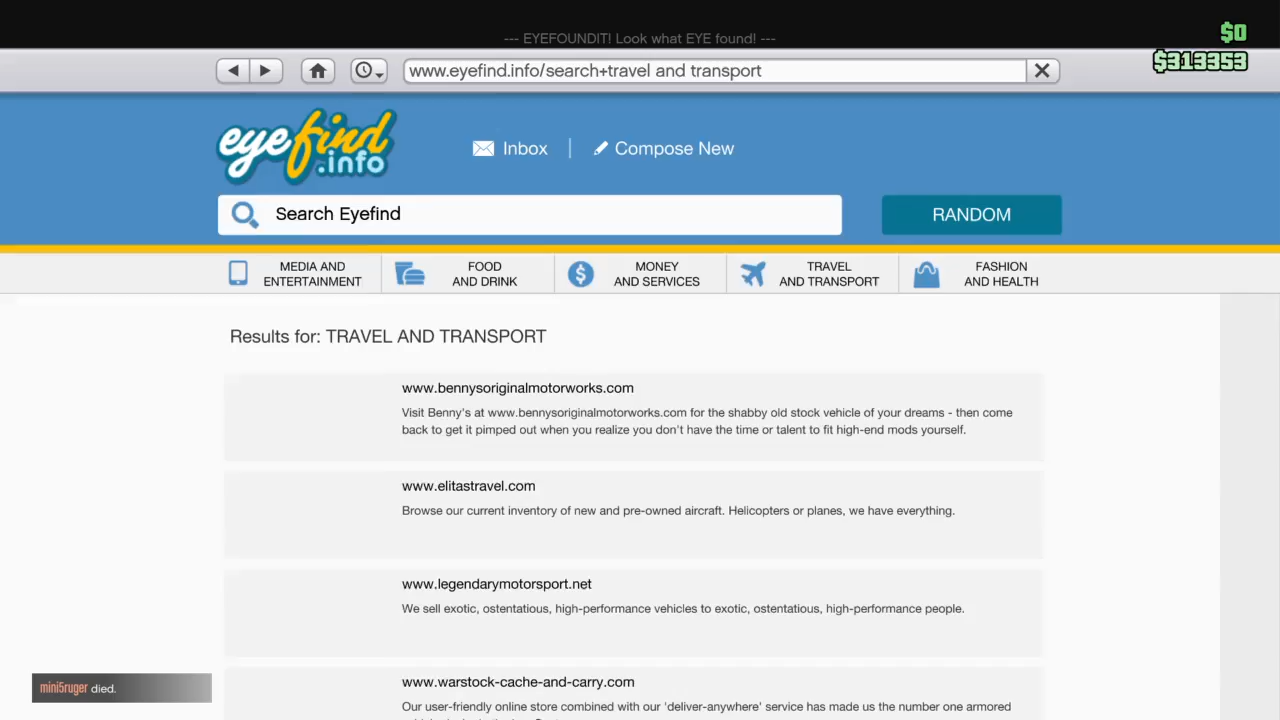 --- EYEFOUNDIT! Look what EYE found! ---
$0
$313353
www.eyefind.info/search+travel and transport
eyefind
.info
Inbox
Compose New
Search Eyefind
RANDOM
MEDIA AND
ENTERTAINMENT
FOOD
AND DRINK
MONEY
AND SERVICES
TRAVEL
AND TRANSPORT
FASHION
AND HEALTH
Results for: TRAVEL AND TRANSPORT
www.bennysoriginalmotorworks.com
Visit Benny's at www.bennysoriginalmotorworks.com for the shabby old stock vehicle of your dreams - then come
back to get it pimped out when you realize you don't have the time or talent to fit high-end mods yourself.
www.elitastravel.com
Browse our current inventory of new and pre-owned aircraft. Helicopters or planes, we have everything.
www.legendarymotorsport.net
We sell exotic, ostentatious, high-performance vehicles to exotic, ostentatious, high-performance people.
www.warstock-cache-and-carry.com
Our user-friendly online store combined with our 'deliver-anywhere' service has made us the number one armored
mini5ruger died.